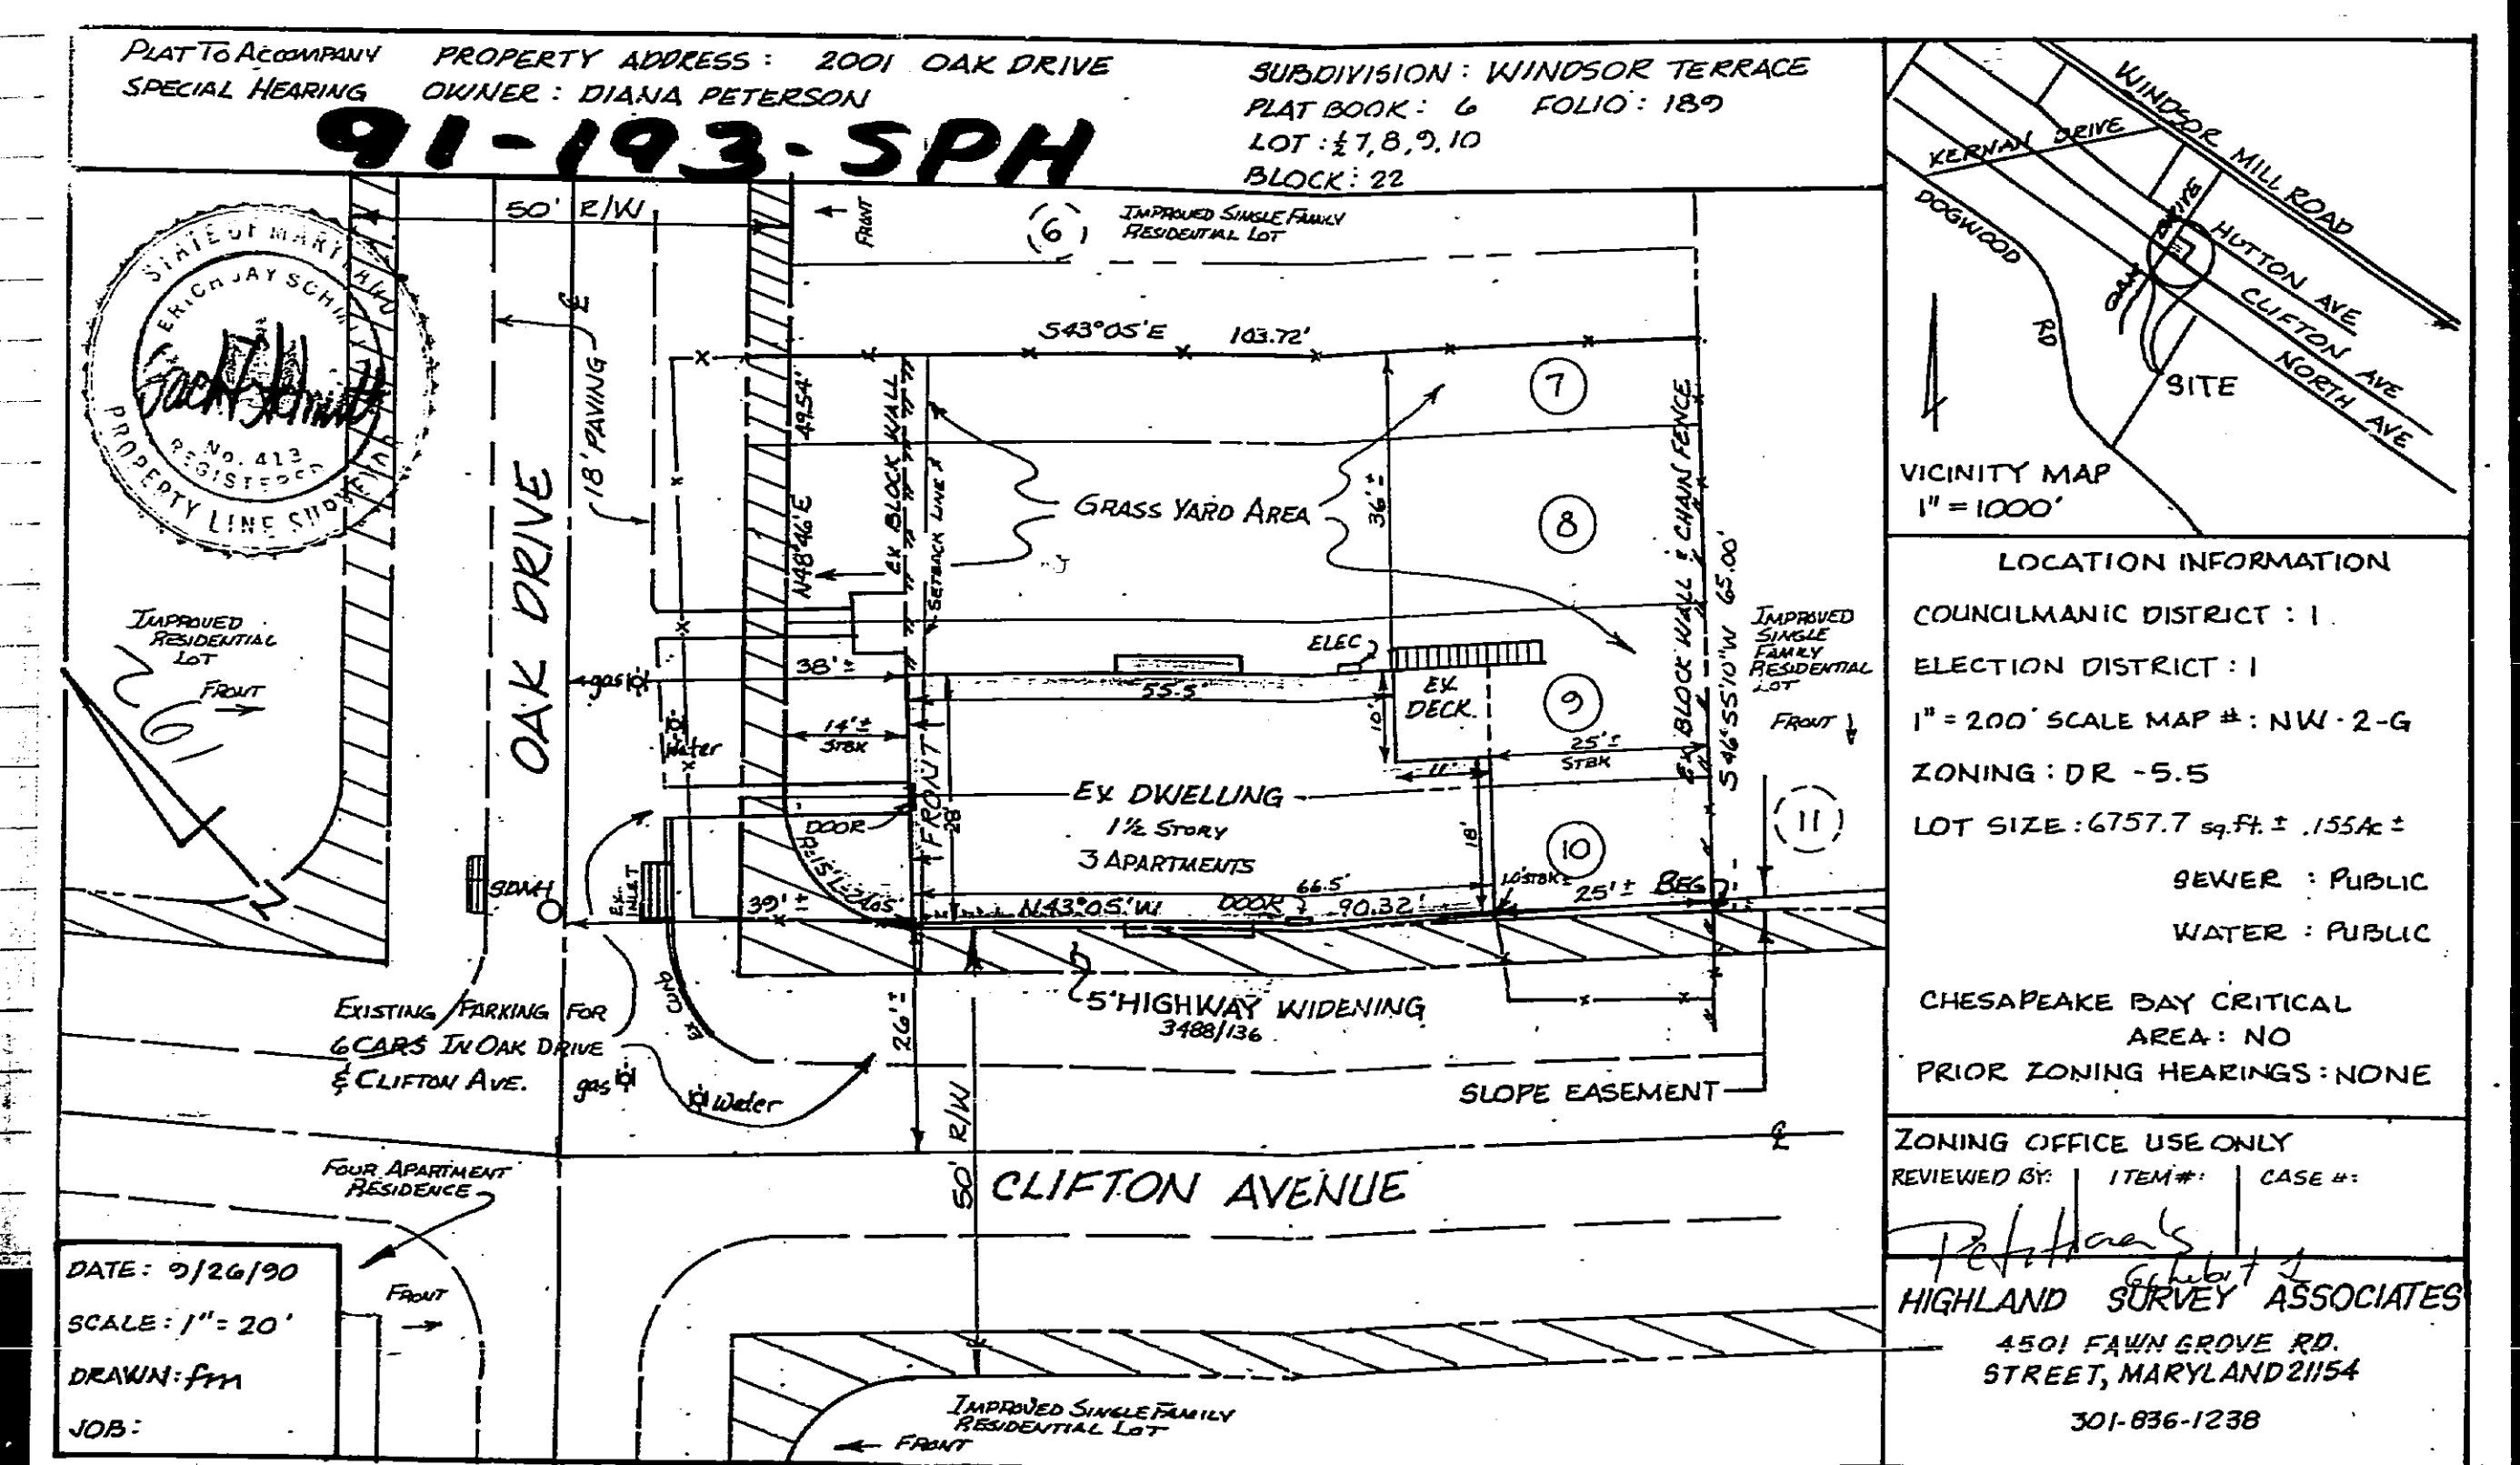 PLAT TO ACCOMPANY
SPECIAL HEARING
PROPERTY ADDRESS: 2001 OAK DRIVE
OWNER: DIANA PETERSON
SUBDIVISION: WINDSOR TERRACE
PLAT BOOK: 6 FOLIO: 189
LOT: ½ 7, 8, 9, 10
BLOCK: 22
91-193-SPH
50' R/W
FRONT
6
IMPROVED SINGLE FAMILY
RESIDENTIAL LOT
STATE OF MARYLAND
ERICH JAY SCHMITT
NO. 413
REGISTERED
PROPERTY LINE SURVEYOR
18' PAVING
OAK DRIVE
S43°05'E 103.72'
49.54'
N48°46'E
EX BLOCK WALL
SETBACK LINE
GRASS YARD AREA
36'±
7
8
9
10
EX BLOCK WALL & CHAIN FENCE
S46°55'10"W 65.00'
IMPROVED
SINGLE
FAMILY
RESIDENTIAL
LOT
FRONT
11
IMPROVED
RESIDENTIAL
LOT
FRONT
gas
Water
38'±
14'±
STBK
ELEC
55.5'
10'
EX
DECK
11'
25'±
STBK
FRONT
28'
18'
EX DWELLING
1½ STORY
3 APARTMENTS
DOOR
R=15'
39'±
SDMH
EX. INLET
EX CURB
66.5'
N43°05'W DOOR 90.32'
10' STBK±
25'± BEG
5' HIGHWAY WIDENING
3488/136
EXISTING PARKING FOR
6 CARS IN OAK DRIVE
& CLIFTON AVE.
gas
Water
26'±
50' R/W
SLOPE EASEMENT
CLIFTON AVENUE
FOUR APARTMENT
RESIDENCE
FRONT
IMPROVED SINGLE FAMILY
RESIDENTIAL LOT
FRONT
DATE: 9/26/90
SCALE: 1"=20'
DRAWN: fm
JOB:
WINDSOR MILL ROAD
KERNAN DRIVE
DOGWOOD
RD
OAK
DRIVE
HUTTON AVE
CLIFTON AVE
NORTH AVE
SITE
VICINITY MAP
1"=1000'
LOCATION INFORMATION
COUNCILMANIC DISTRICT: 1
ELECTION DISTRICT: 1
1"=200' SCALE MAP #: NW-2-G
ZONING: DR-5.5
LOT SIZE: 6757.7 sq.ft.± .155Ac±
SEWER: PUBLIC
WATER: PUBLIC
CHESAPEAKE BAY CRITICAL
AREA: NO
PRIOR ZONING HEARINGS: NONE
ZONING OFFICE USE ONLY
REVIEWED BY: ITEM #: CASE #:
Exhibit 1
HIGHLAND SURVEY ASSOCIATES
4501 FAWN GROVE RD.
STREET, MARYLAND 21154
301-836-1238